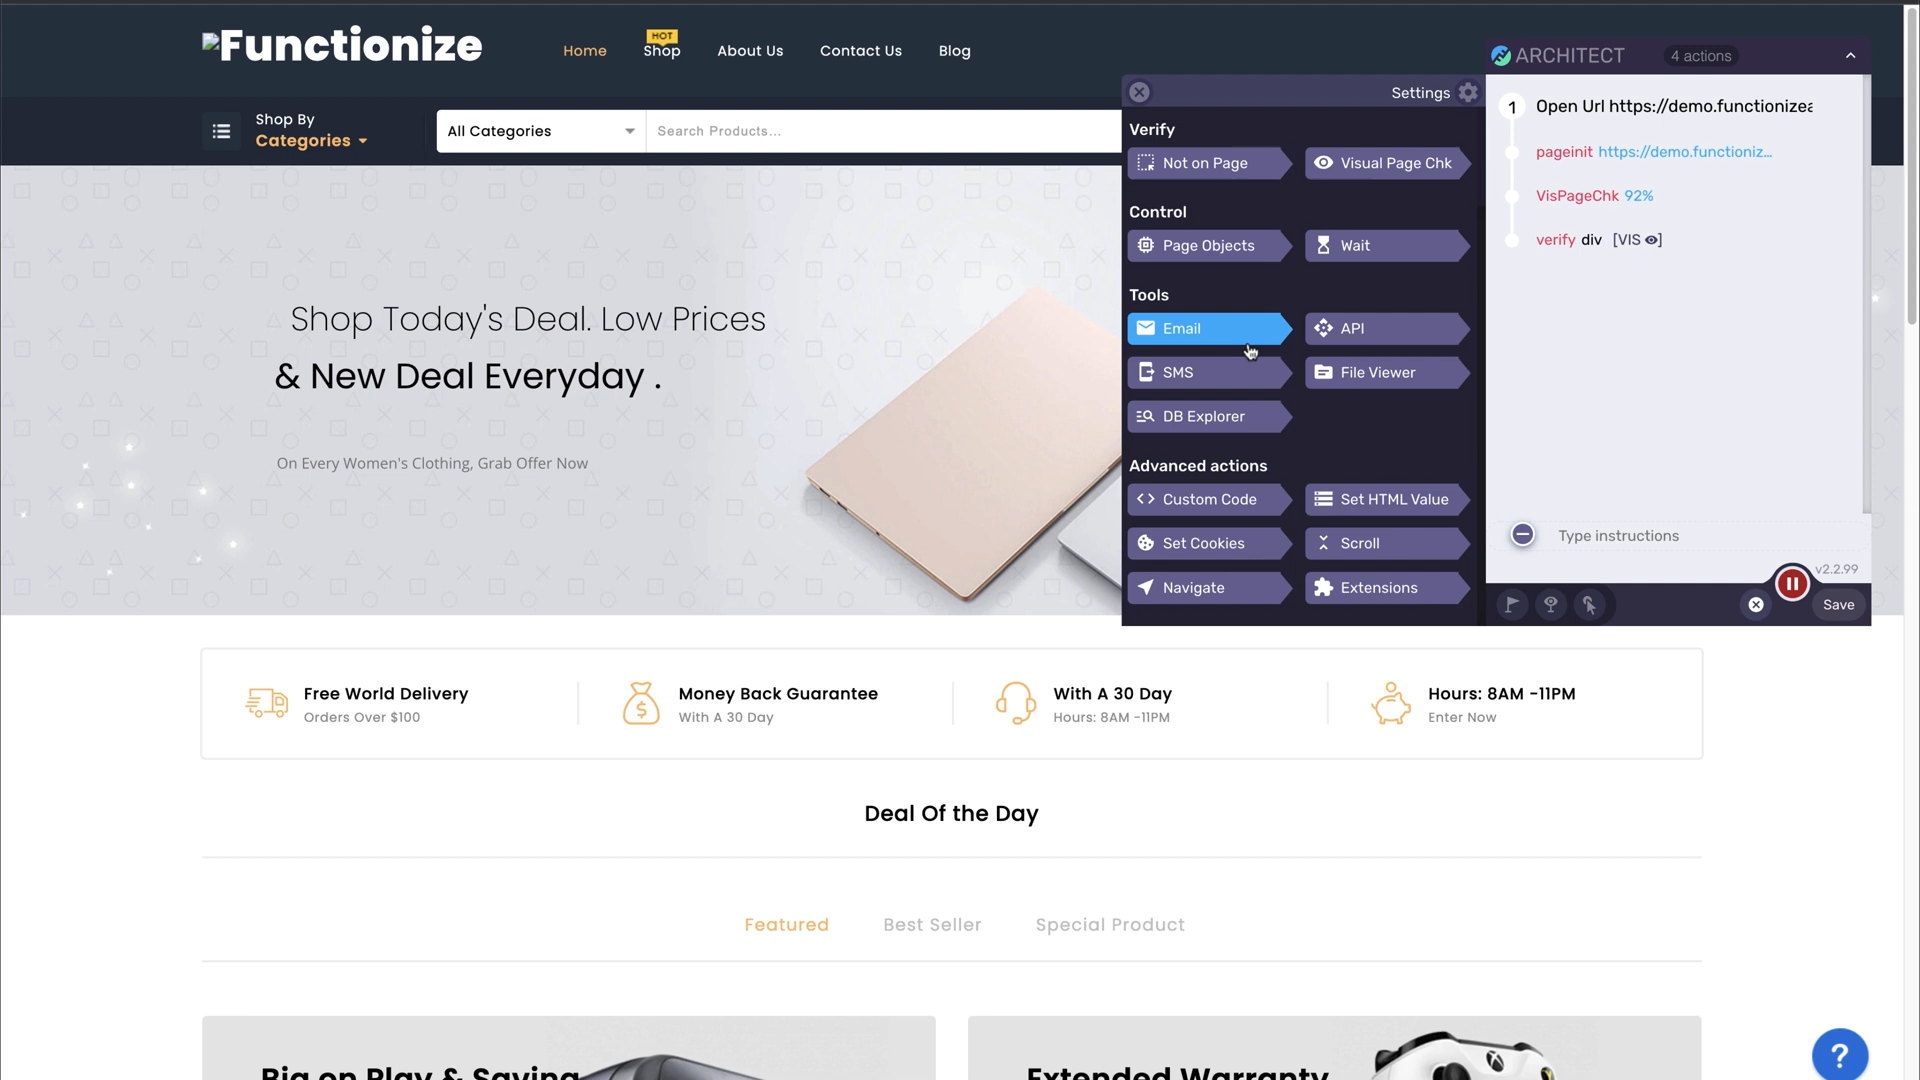 Functionize
Home
HOT
Shop
About Us
Contact Us
Blog
Shop By
Categories
All Categories
Search Products...
Shop Today's Deal. Low Prices
& New Deal Everyday .
On Every Women's Clothing, Grab Offer Now
Settings
Verify
Not on Page
Visual Page Chk
Control
Page Objects
Wait
Tools
Email
API
SMS
File Viewer
DB Explorer
Advanced actions
Custom Code
Set HTML Value
Set Cookies
Scroll
Navigate
Extensions
ARCHITECT
4 actions
1 Open Url https://demo.functionize
pageinit https://demo.functioniz...
VisPageChk 92%
verify div [VIS ]
Type instructions
v2.2.99
Save
Free World Delivery
Orders Over $100
Money Back Guarantee
With A 30 Day
With A 30 Day
Hours: 8AM -11PM
Hours: 8AM -11PM
Enter Now
Deal Of the Day
Featured
Best Seller
Special Product
Big on Play & Saving
Extended Warranty
?